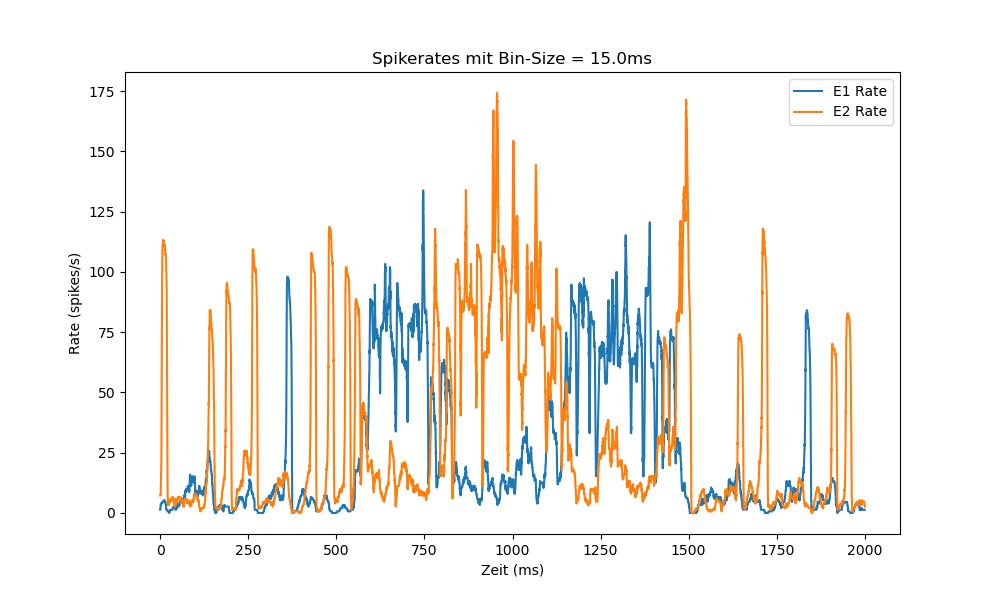 Spikerates mit Bin-Size = 15.0ms
E1 Rate
E2 Rate
175
150
125
100
75
50
25
0
Rate (spikes/s)
0 250 500 750 1000 1250 1500 1750 2000
Zeit (ms)